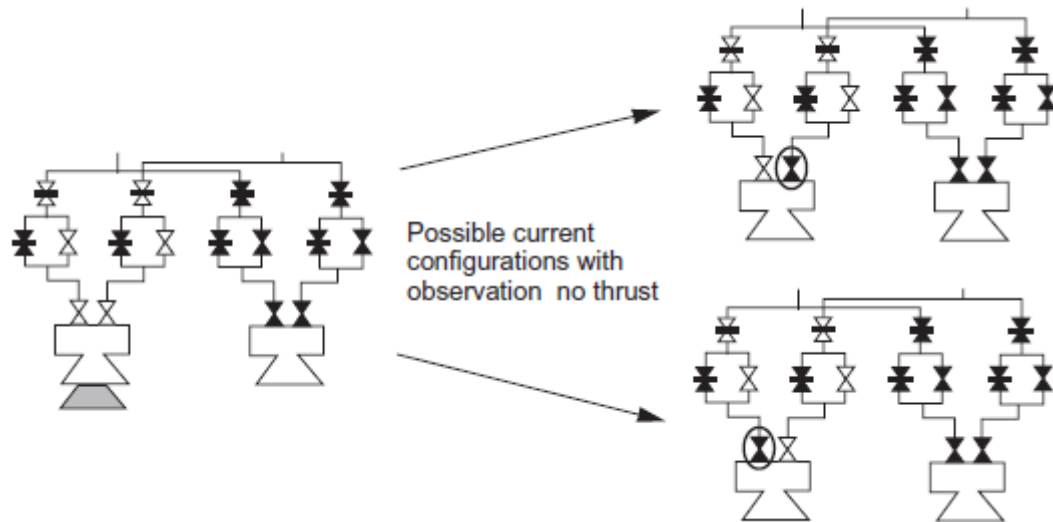 Possible current
configurations with
observation no thrust